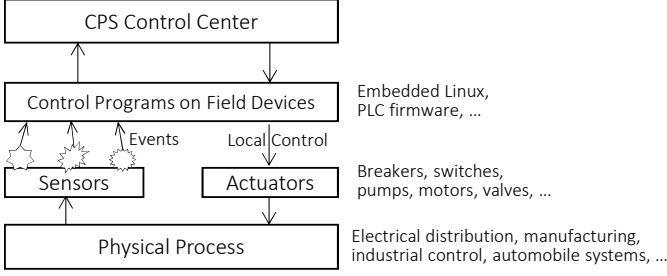 CPS Control Center
Control Programs on Field Devices
Embedded Linux,
PLC firmware, ...
Events
Local Control
Sensors
Actuators
Breakers, switches,
pumps, motors, valves, ...
Physical Process
Electrical distribution, manufacturing,
industrial control, automobile systems, ...